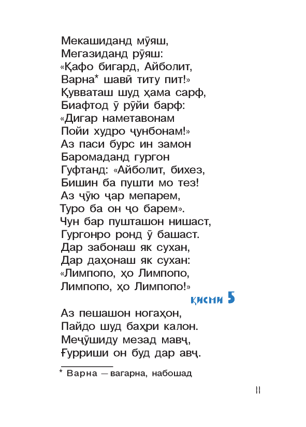 Мекашиданд мӯяш,
Мегазиданд рӯяш:
«Қафо бигард, Айболит,
Варна* шавӣ титу пит!»
Қувваташ шуд ҳама сарф,
Биафтод ӯ рӯйи барф:
«Дигар наметавонам
Пойи худро ҷунбонам!»
Аз паси бурс ин замон
Баромаданд гургон
Гуфтанд: «Айболит, бихез,
Бишин ба пушти мо тез!
Аз ҷӯю ҷар мепарем,
Туро ба он ҷо барем».
Чун бар пушташон нишаст,
Гургонро ронд ӯ башаст.
Дар забонаш як сухан,
Дар даҳонаш як сухан:
«Лимпопо, ҳо Лимпопо,
Лимпопо, ҳо Лимпопо!»
ҚИСМИ 5
Аз пешашон ногаҳон,
Пайдо шуд баҳри калон.
Меҷӯшиду мезад мавҷ,
Ғурриши он буд дар авҷ.
* Варна — вагарна, набошад
11